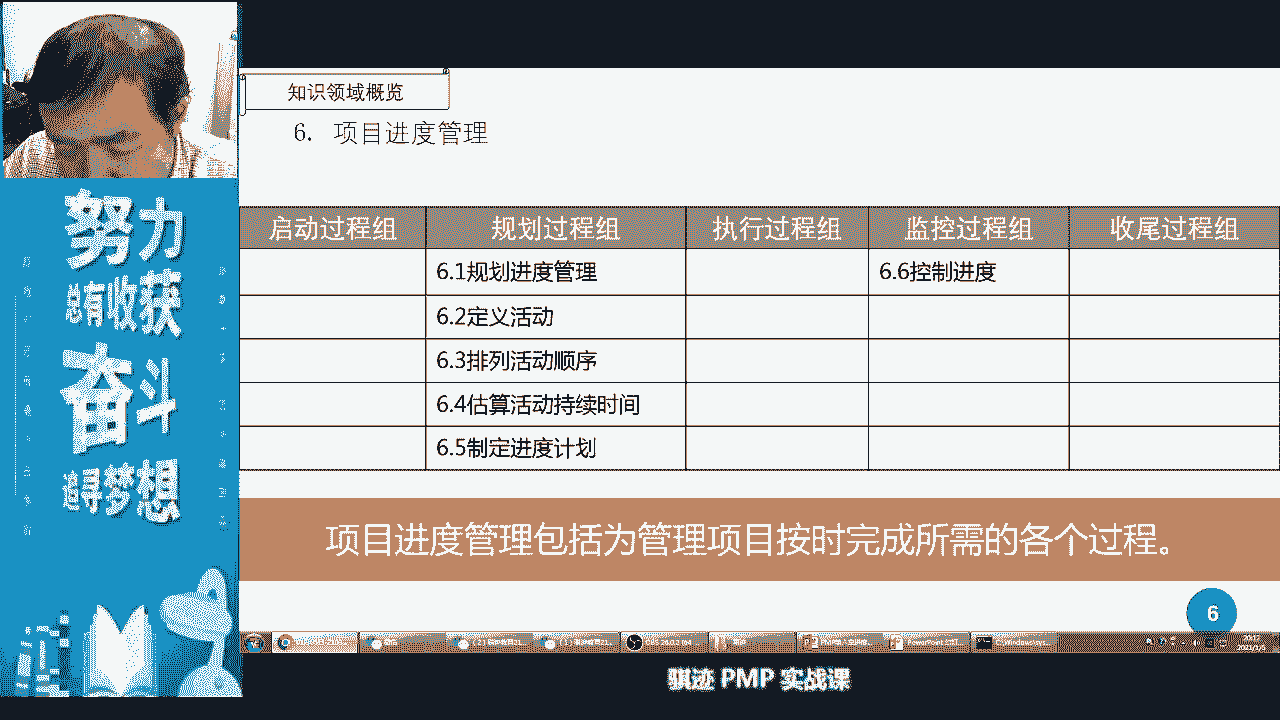 知识领域概览
6. 项目进度管理
努力
总有收获
奋斗
追寻梦想
启动过程组 规划过程组 执行过程组 监控过程组 收尾过程组
6.1规划进度管理 6.6控制进度
6.2定义活动
6.3排列活动顺序
6.4估算活动持续时间
6.5制定进度计划
项目进度管理包括为管理项目按时完成所需的各个过程。
6
骐迹 PMP 实战课